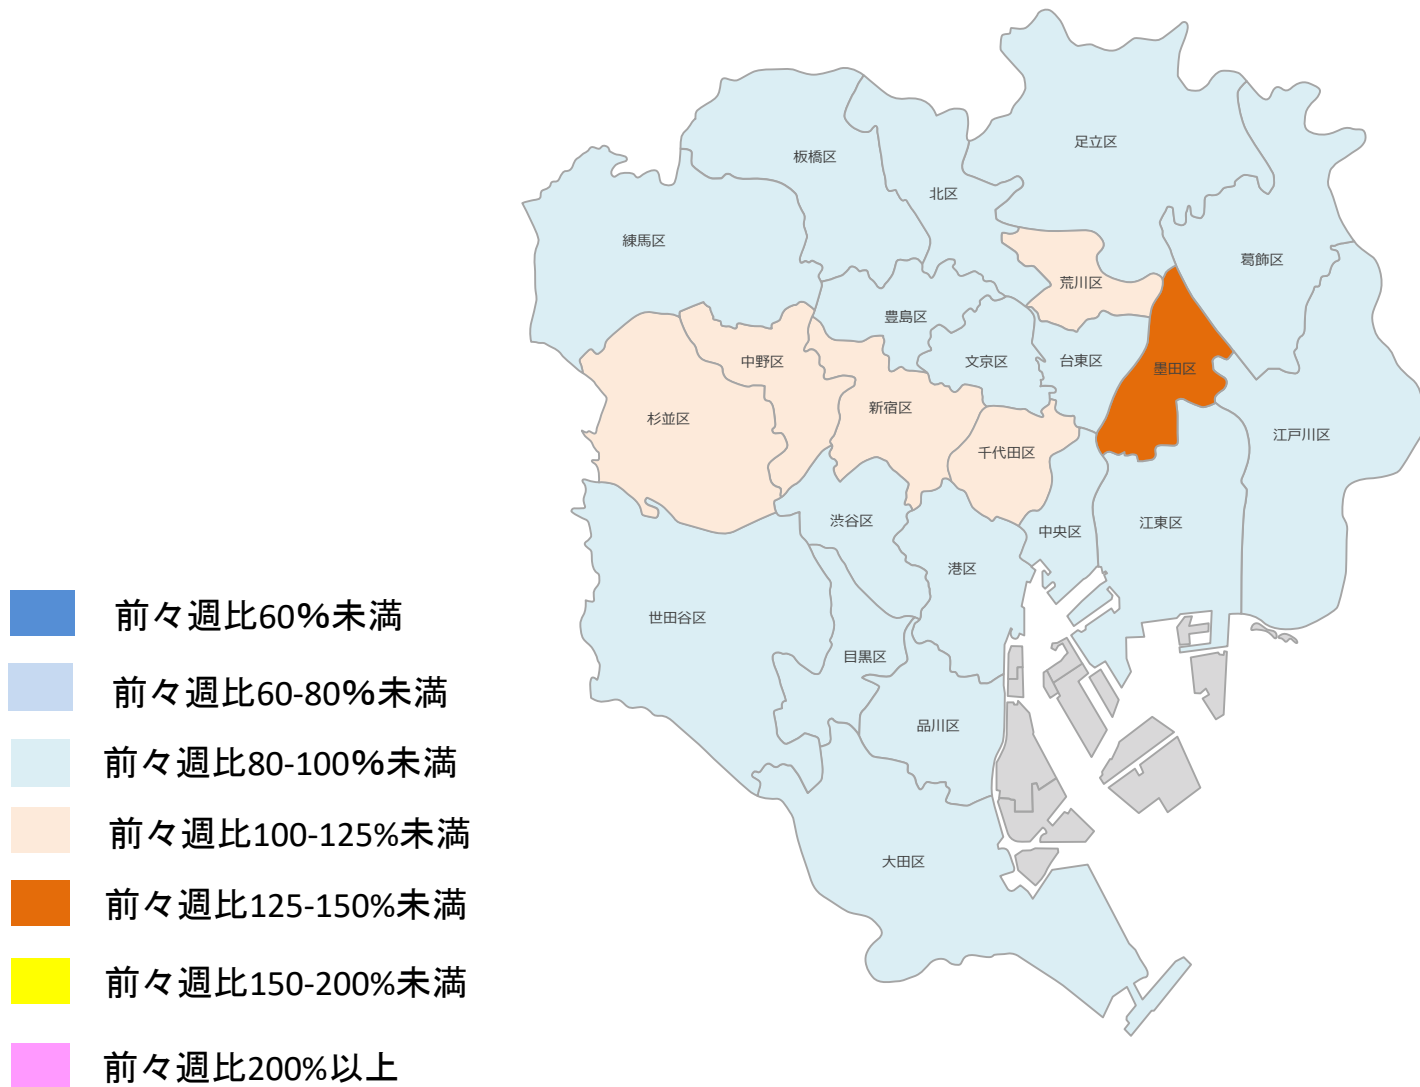 足立区
板橋区
北区
練馬区
葛飾区
荒川区
豊島区
文京区
台東区
中野区
墨田区
杉並区
新宿区
千代田区
江戸川区
渋谷区
中央区
江東区
港区
世田谷区
目黒区
品川区
大田区
前々週比60%未満
前々週比60-80%未満
前々週比80-100%未満
前々週比100-125%未満
前々週比125-150%未満
前々週比150-200%未満
前々週比200%以上